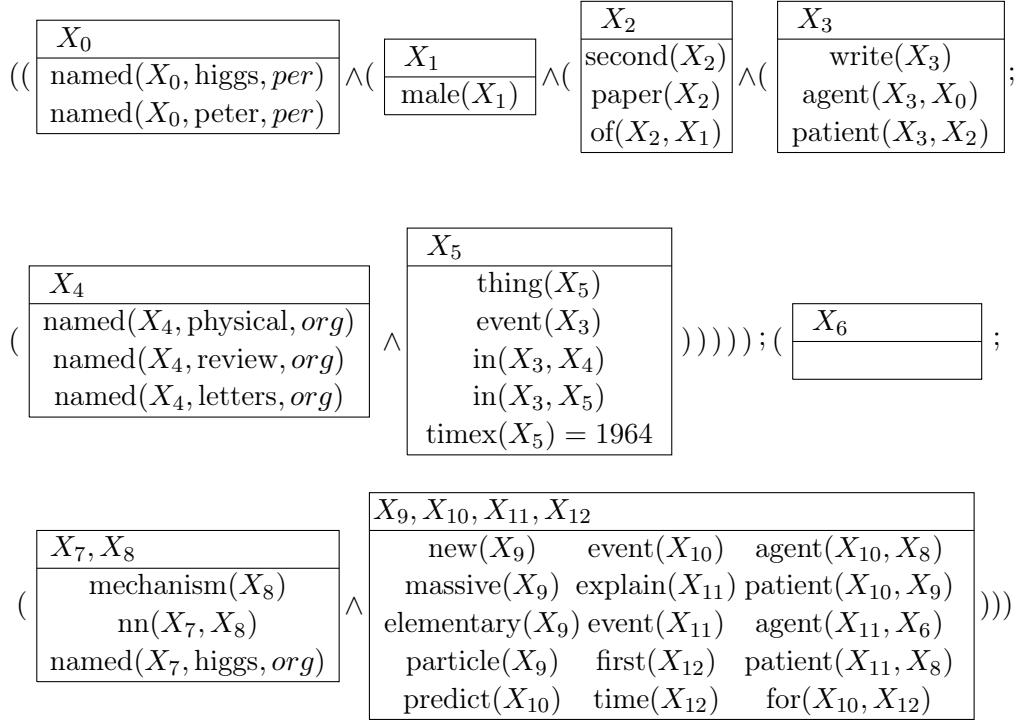 (( X₀ named(X₀, higgs, per) named(X₀, peter, per) ∧( X₁ male(X₁) ∧( X₂ second(X₂) paper(X₂) of(X₂, X₁) ∧( X₃ write(X₃) agent(X₃, X₀) patient(X₃, X₂) ;
( X₄ named(X₄, physical, org) named(X₄, review, org) named(X₄, letters, org) ∧ X₅ thing(X₅) event(X₃) in(X₃, X₄) in(X₃, X₅) timex(X₅) = 1964 ) ) ) ) ) ; ( X₆ ;
( X₇, X₈ mechanism(X₈) nn(X₇, X₈) named(X₇, higgs, org) ∧ X₉, X₁₀, X₁₁, X₁₂
new(X₉) event(X₁₀) agent(X₁₀, X₈)
massive(X₉) explain(X₁₁) patient(X₁₀, X₉)
elementary(X₉) event(X₁₁) agent(X₁₁, X₆)
particle(X₉) first(X₁₂) patient(X₁₁, X₈)
predict(X₁₀) time(X₁₂) for(X₁₀, X₁₂)
)))